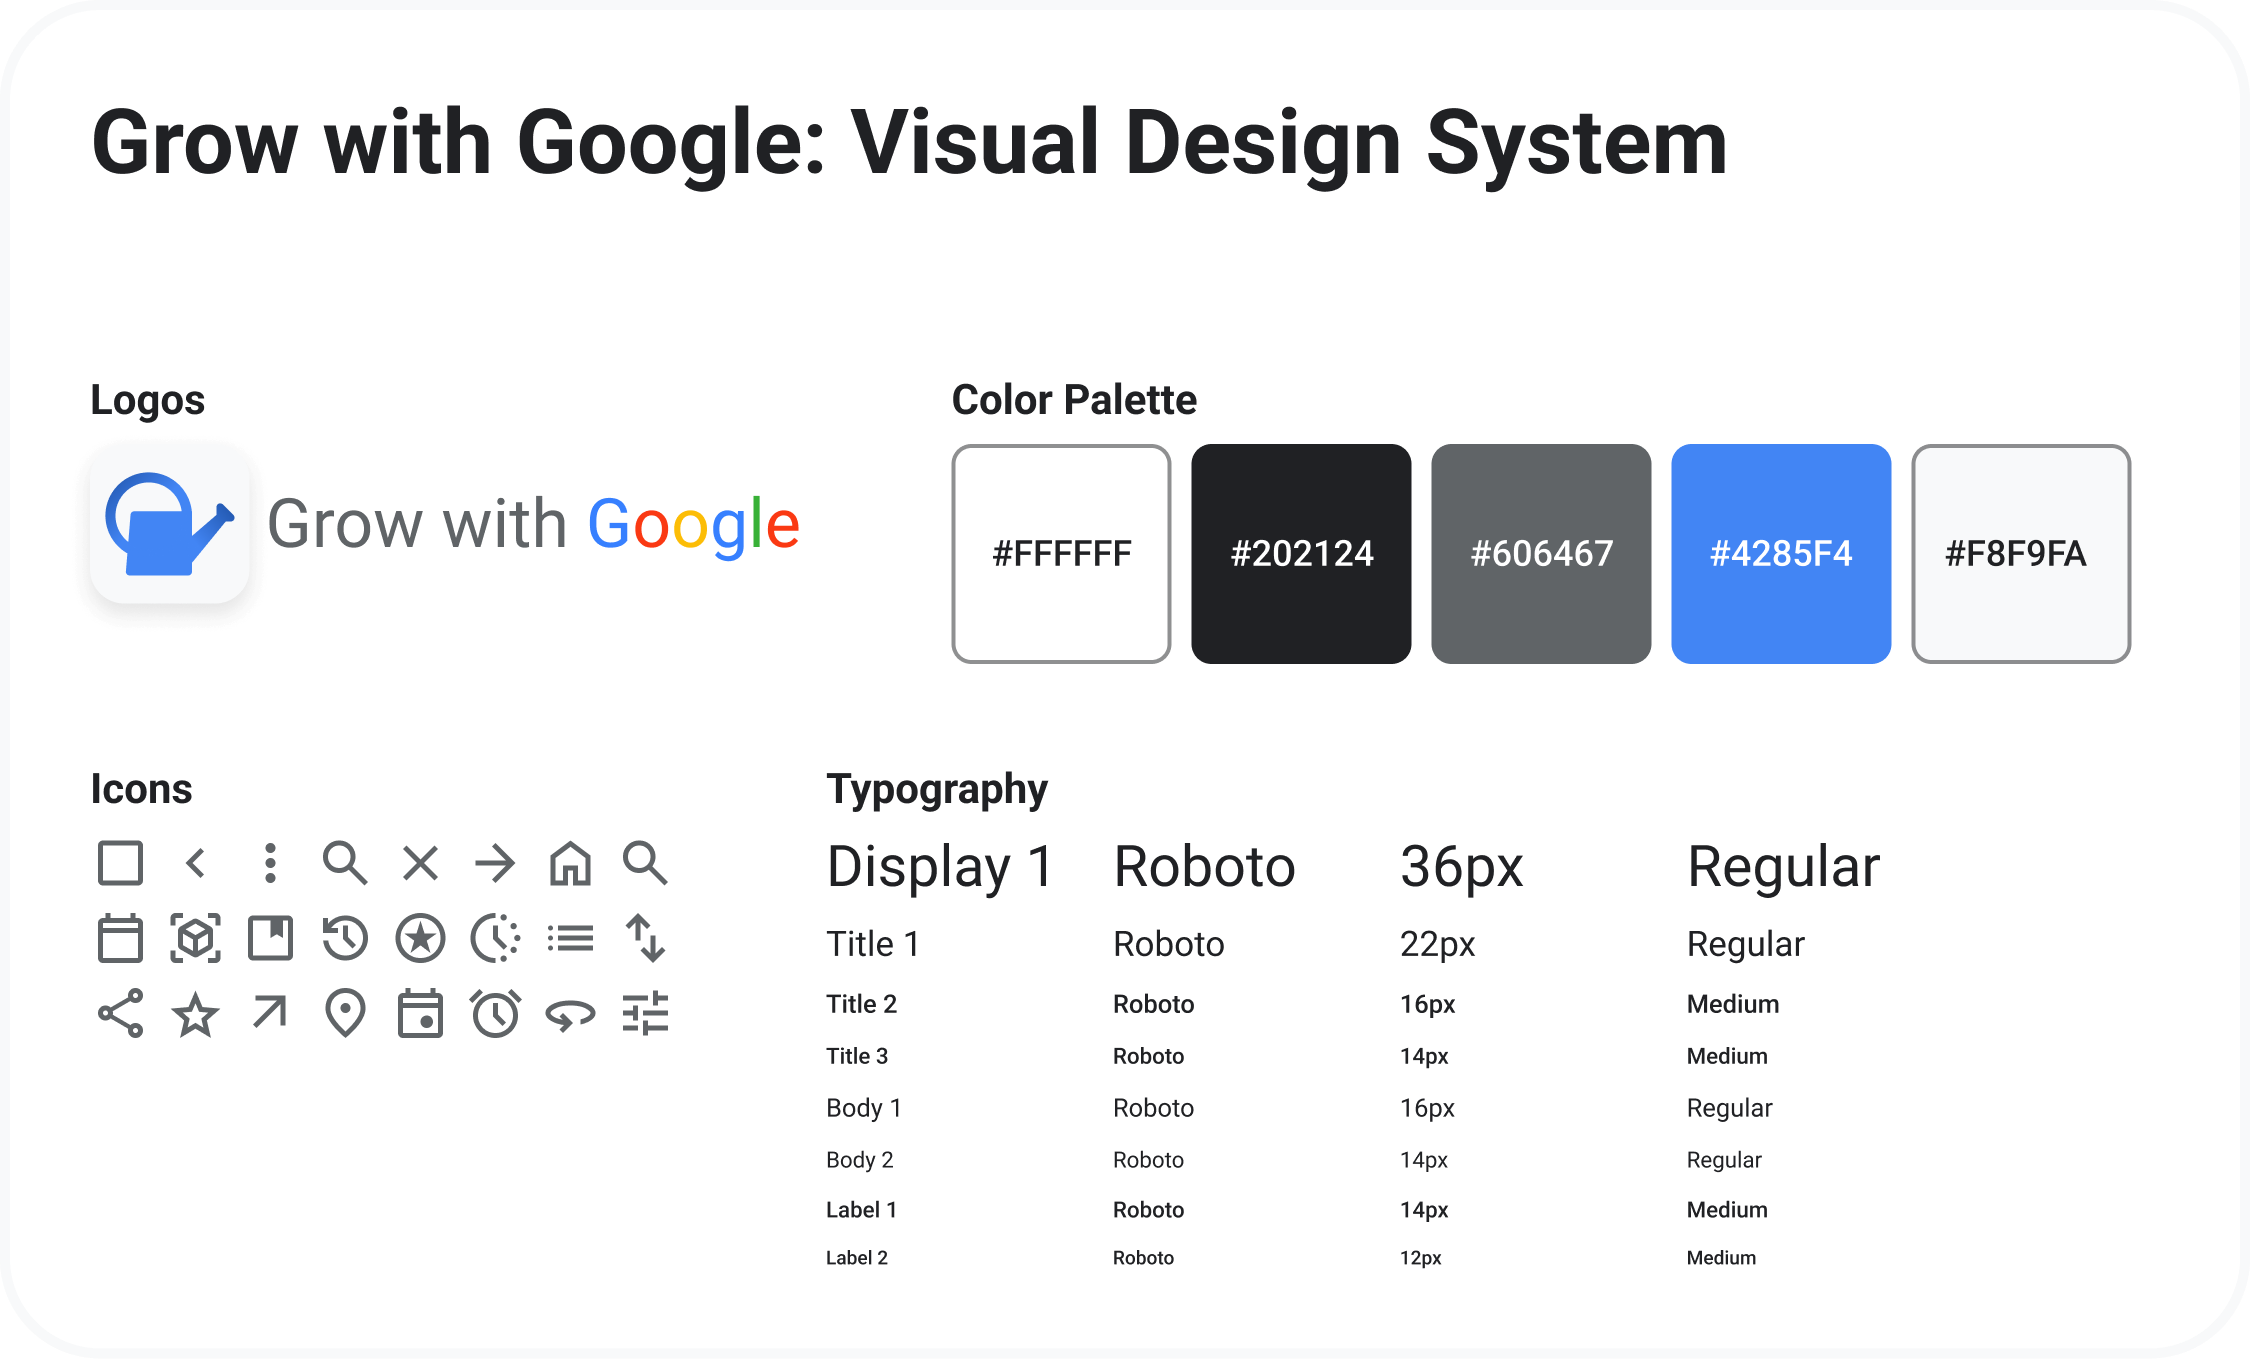 Grow with Google: Visual Design System
Logos
Grow with Google
Color Palette
#FFFFFF #202124 #606467 #4285F4 #F8F9FA
Icons
Typography
Display 1 Roboto 36px Regular
Title 1 Roboto 22px Regular
Title 2 Roboto 16px Medium
Title 3 Roboto 14px Medium
Body 1 Roboto 16px Regular
Body 2 Roboto 14px Regular
Label 1 Roboto 14px Medium
Label 2 Roboto 12px Medium